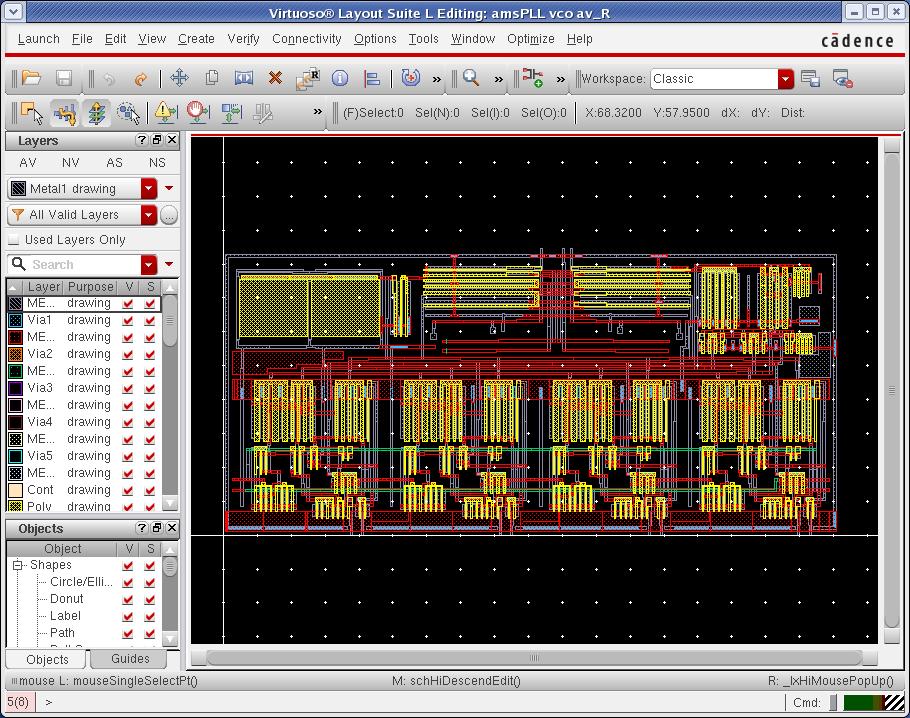 Virtuoso® Layout Suite L Editing: amsPLL vco av_R
Launch File Edit View Create Verify Connectivity Options Tools Window Optimize Help
cādence
Workspace: Classic
(F)Select:0 Sel(N):0 Sel(I):0 Sel(O):0 X:68.3200 Y:57.9500 dX: dY: Dist:
Layers
AV NV AS NS
Metal1 drawing
All Valid Layers
Used Layers Only
Search
Layer Purpose V S
ME... drawing
Via1 drawing
ME... drawing
Via2 drawing
ME... drawing
Via3 drawing
ME... drawing
Via4 drawing
ME... drawing
Via5 drawing
ME... drawing
Cont drawing
Poly drawing
Objects
Object V S
Shapes
Circle/Elli...
Donut
Label
Path
Objects Guides
mouse L: mouseSingleSelectPt() M: schHiDescendEdit() R: _lxHiMousePopUp()
5(8) > Cmd: